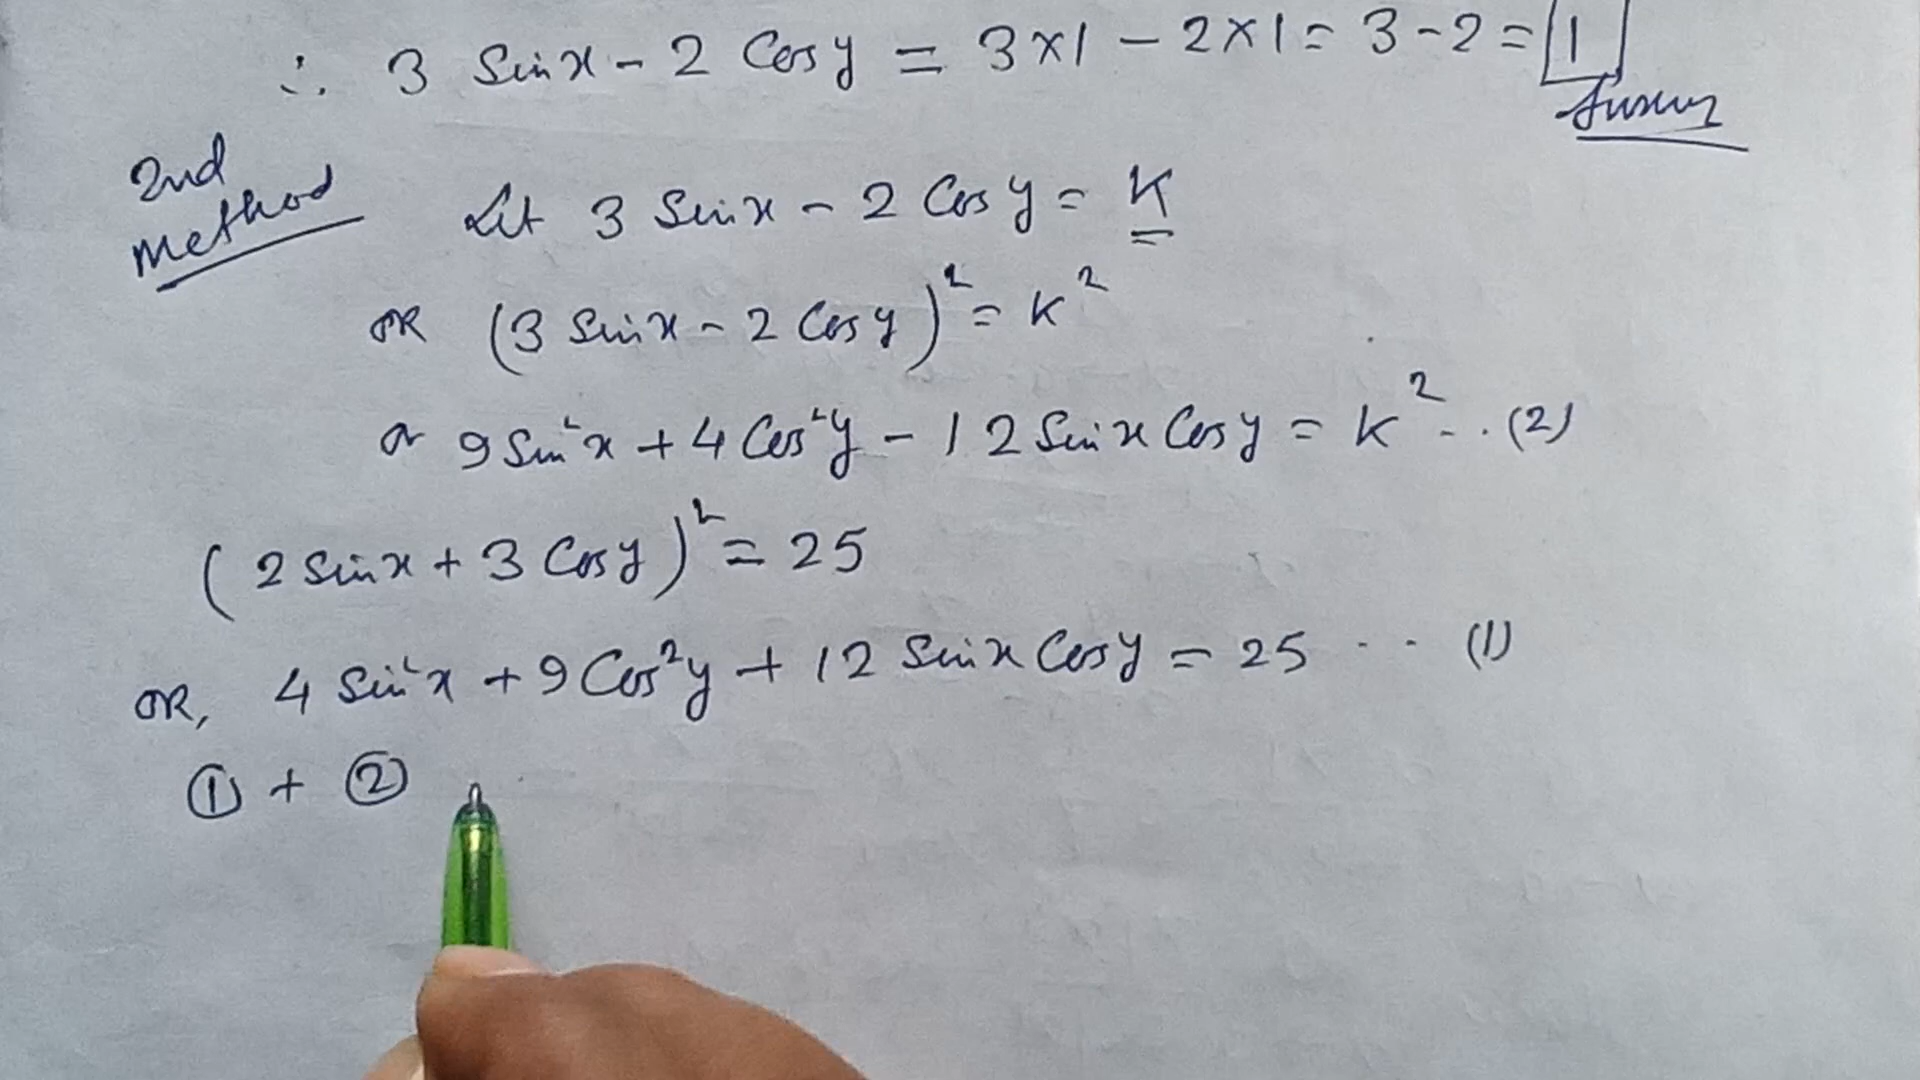 ∴ 3 Sin x - 2 Cos y = 3×1 - 2×1 = 3-2 = 1
Answer
2nd
Method
Let 3 Sin x - 2 Cos y = K
OR (3 Sin x - 2 Cos y)² = K²
or 9 Sin²x + 4 Cos²y - 12 Sin x Cos y = K² ... (2)
(2 Sin x + 3 Cos y)² = 25
OR, 4 Sin²x + 9 Cos²y + 12 Sin x Cos y = 25 ... (1)
① + ②